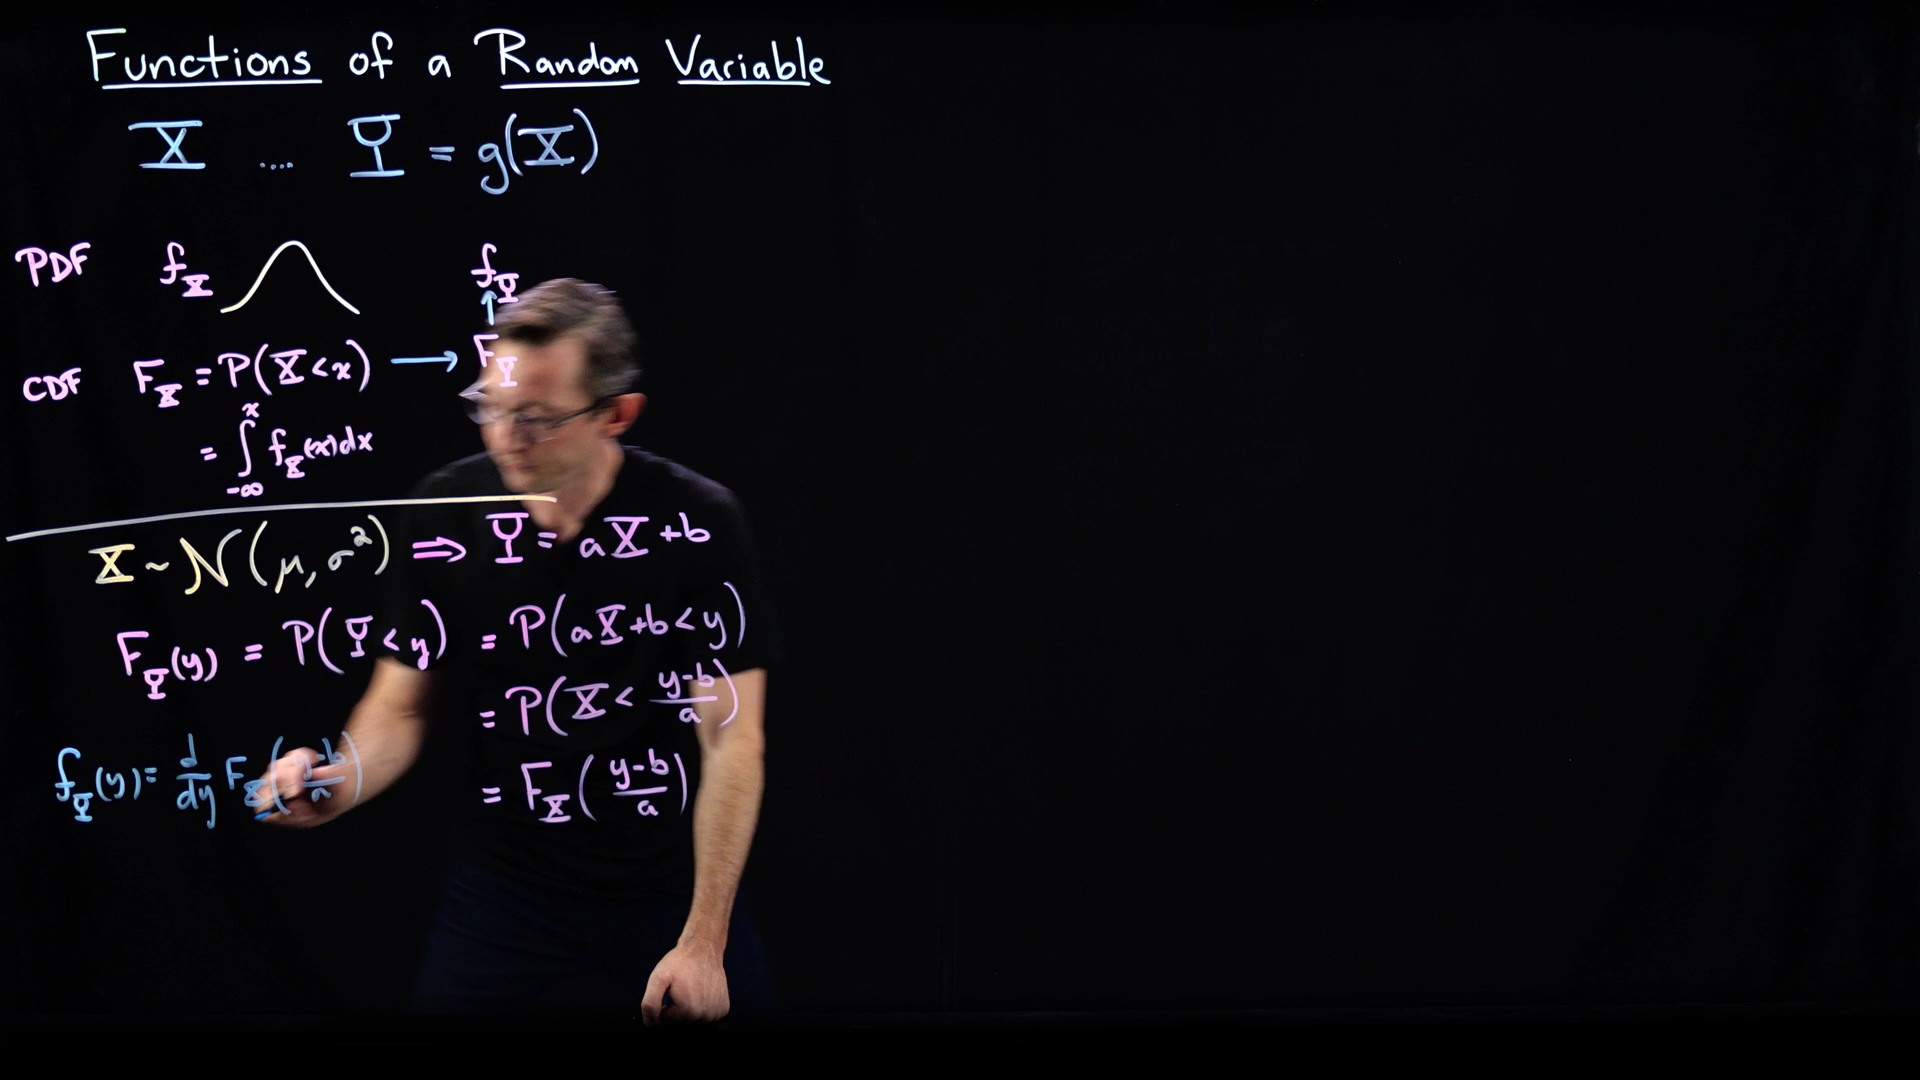 Functions of a Random Variable
X .... Y = g(X)
PDF f_X f_Y
↑
CDF F_X = P(X < x) → F_Y
= ∫_{-∞}^{x} f_X(x)dx
X ~ N(μ, σ²) ⇒ Y = aX + b
F_Y(y) = P(Y < y) = P(aX+b < y)
= P(X < (y-b)/a)
f_Y(y) = d/dy F_X((y-b)/a) = F_X((y-b)/a)